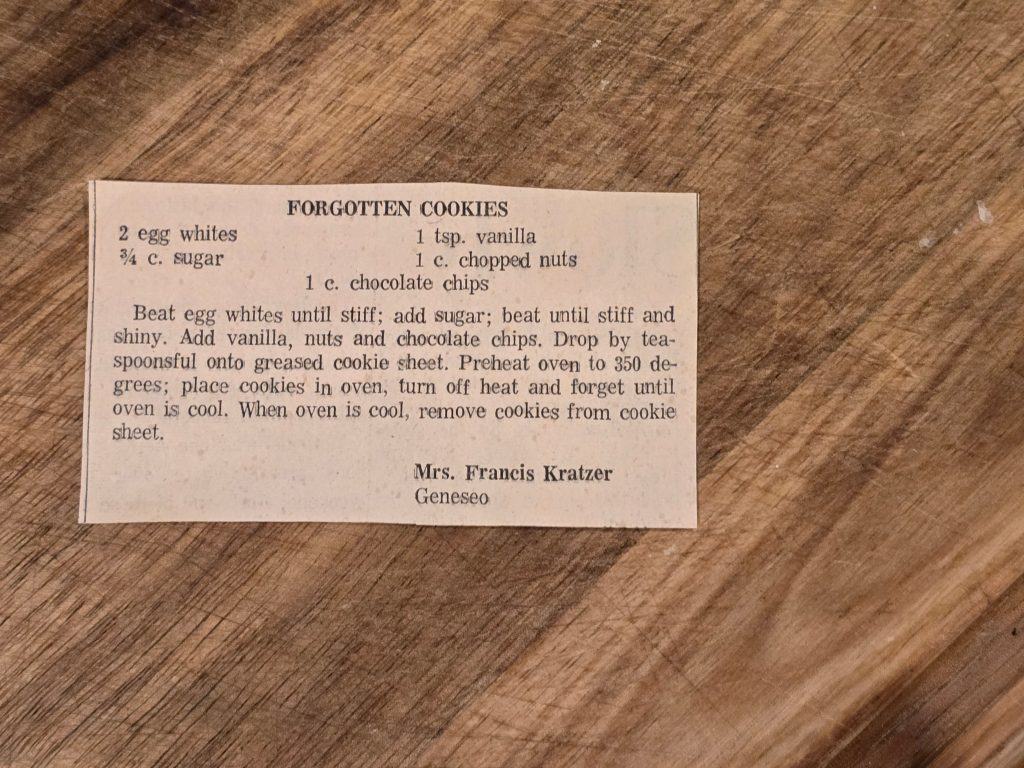 FORGOTTEN COOKIES
2 egg whites 1 tsp. vanilla
¾ c. sugar 1 c. chopped nuts
1 c. chocolate chips
Beat egg whites until stiff; add sugar; beat until stiff and
shiny. Add vanilla, nuts and chocolate chips. Drop by tea-
spoonsful onto greased cookie sheet. Preheat oven to 350 de-
grees; place cookies in oven, turn off heat and forget until
oven is cool. When oven is cool, remove cookies from cookie
sheet.
Mrs. Francis Kratzer
Geneseo